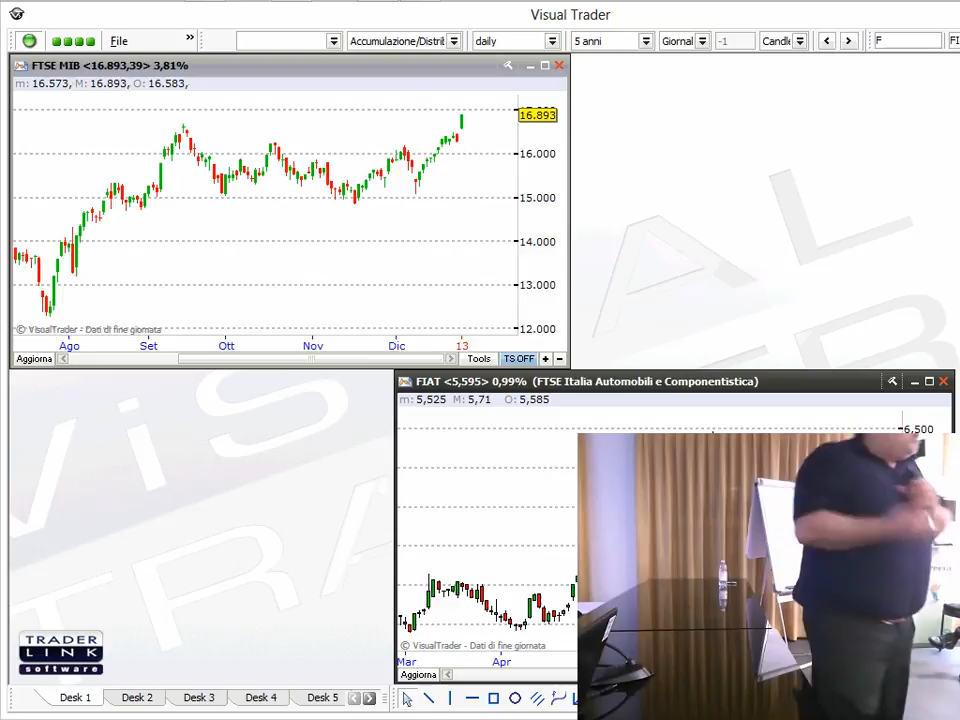 Visual Trader
File
»
Accumulazione/Distrib
daily
5 anni
Giornal
-1
Candle
F
FI
FTSE MIB <16.893,39> 3,81%
m: 16.573, M: 16.893, O: 16.583,
16.893
16.000
15.000
14.000
13.000
12.000
© VisualTrader - Dati di fine giornata
Ago
Set
Ott
Nov
Dic
13
Aggiorna
Tools
TS OFF
+
−
FIAT <5,595> 0,99% (FTSE Italia Automobili e Componentistica)
m: 5,525 M: 5,71 O: 5,585
6,500
© VisualTrader - Dati di fine
Mar
Apr
Aggiorna
TRADER
LINK
software
Desk 1
Desk 2
Desk 3
Desk 4
Desk 5